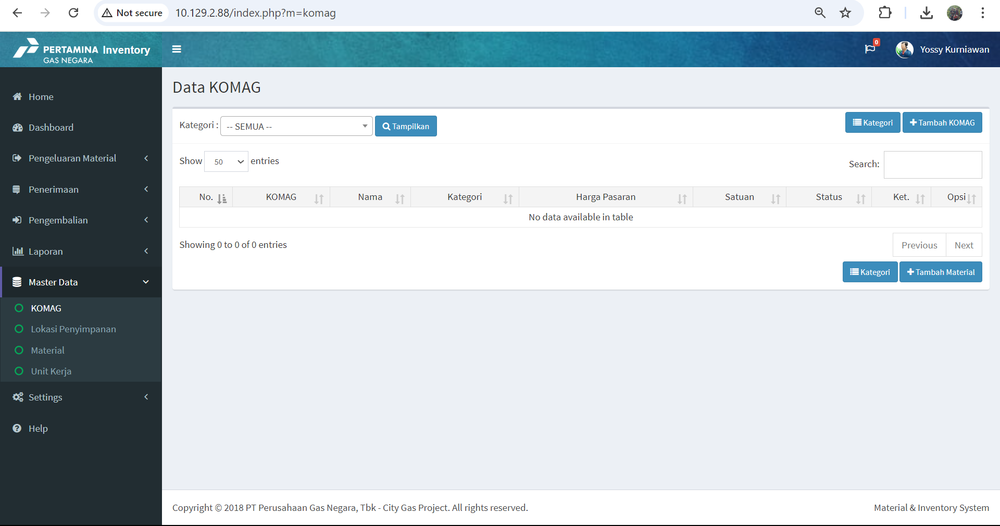 Not secure 10.129.2.88/index.php?m=komag
PERTAMINA Inventory
GAS NEGARA
0
Yossy Kurniawan
Home
Dashboard
Pengeluaran Material
Penerimaan
Pengembalian
Laporan
Master Data
KOMAG
Lokasi Penyimpanan
Material
Unit Kerja
Settings
Help
Data KOMAG
Kategori : -- SEMUA -- Tampilkan Kategori Tambah KOMAG
Show 50 entries Search:
No. KOMAG Nama Kategori Harga Pasaran Satuan Status Ket. Opsi
No data available in table
Showing 0 to 0 of 0 entries Previous Next
Kategori Tambah Material
Copyright © 2018 PT Perusahaan Gas Negara, Tbk - City Gas Project. All rights reserved. Material & Inventory System